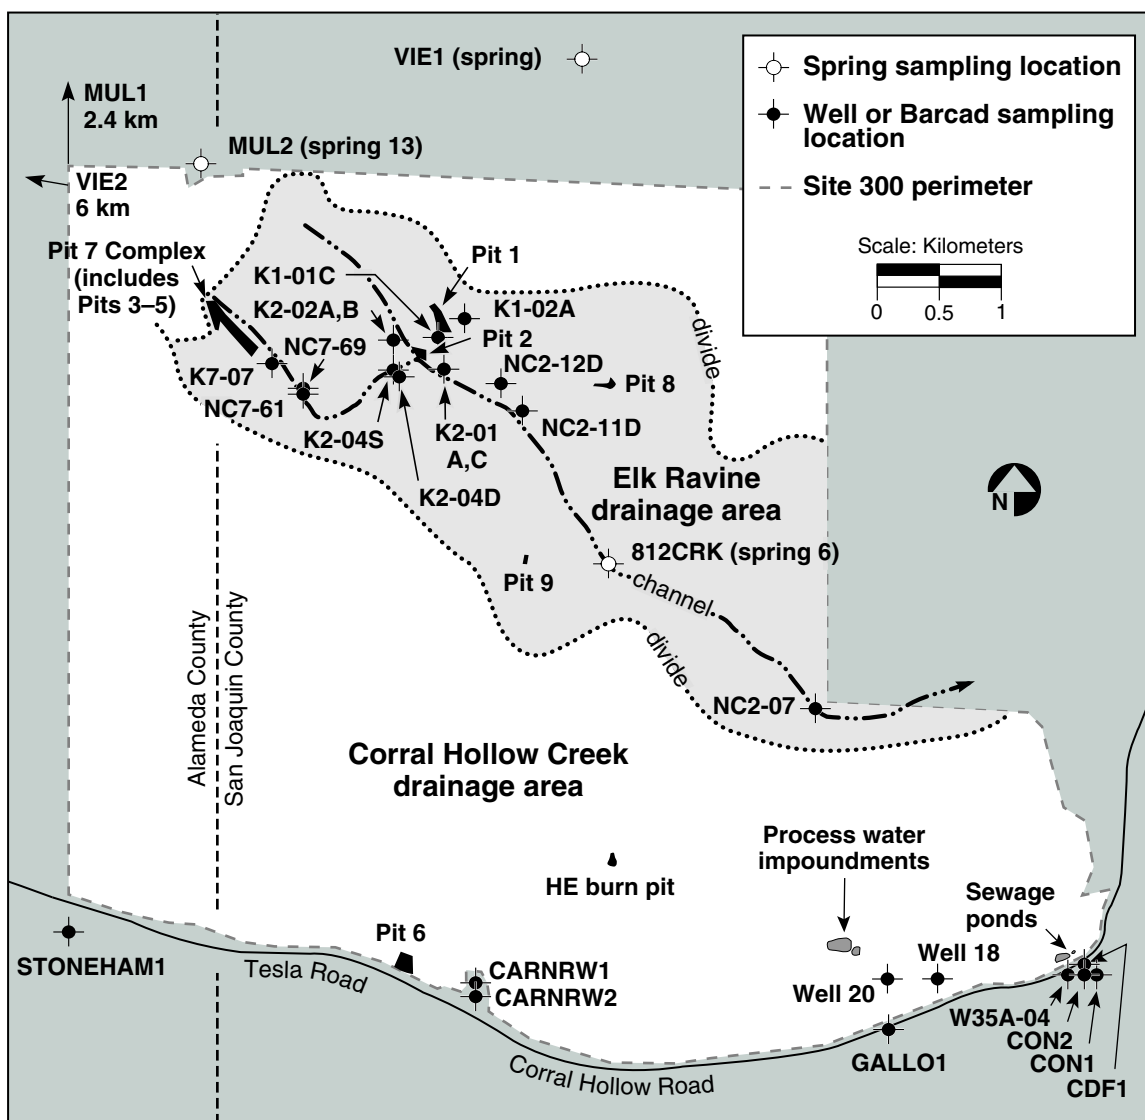 VIE1 (spring)
Spring sampling location
Well or Barcad sampling
location
Site 300 perimeter
Scale: Kilometers
0
0.5
1
MUL1
2.4 km
MUL2 (spring 13)
VIE2
6 km
Pit 7 Complex
(includes
Pits 3–5)
K1-01C
Pit 1
K2-02A,B
K1-02A
NC7-69
Pit 2
divide
K7-07
NC2-12D
Pit 8
NC7-61
K2-04S
K2-01
A,C
NC2-11D
K2-04D
Elk Ravine
drainage area
N
812CRK (spring 6)
Pit 9
channel
divide
Alameda County
San Joaquin County
NC2-07
Corral Hollow Creek
drainage area
Process water
impoundments
HE burn pit
Sewage
ponds
Pit 6
Well 18
STONEHAM1
Tesla Road
CARNRW1
CARNRW2
Well 20
W35A-04
CON2
CON1
CDF1
GALLO1
Corral Hollow Road